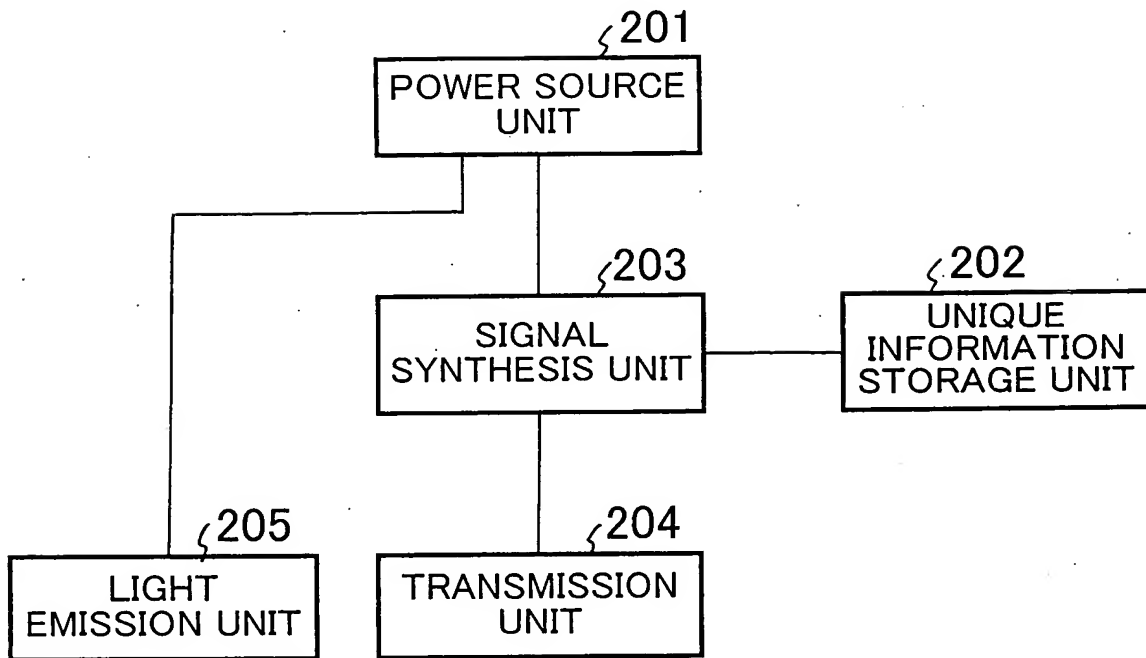 201
POWER SOURCE
UNIT
203
SIGNAL
SYNTHESIS UNIT
202
UNIQUE
INFORMATION
STORAGE UNIT
205
LIGHT
EMISSION UNIT
204
TRANSMISSION
UNIT